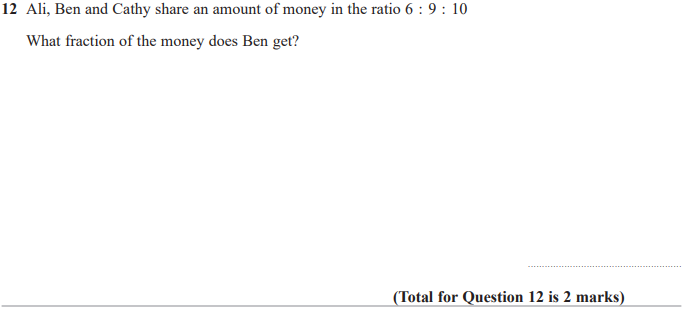 12 Ali, Ben and Cathy share an amount of money in the ratio 6 : 9 : 10
What fraction of the money does Ben get?
(Total for Question 12 is 2 marks)